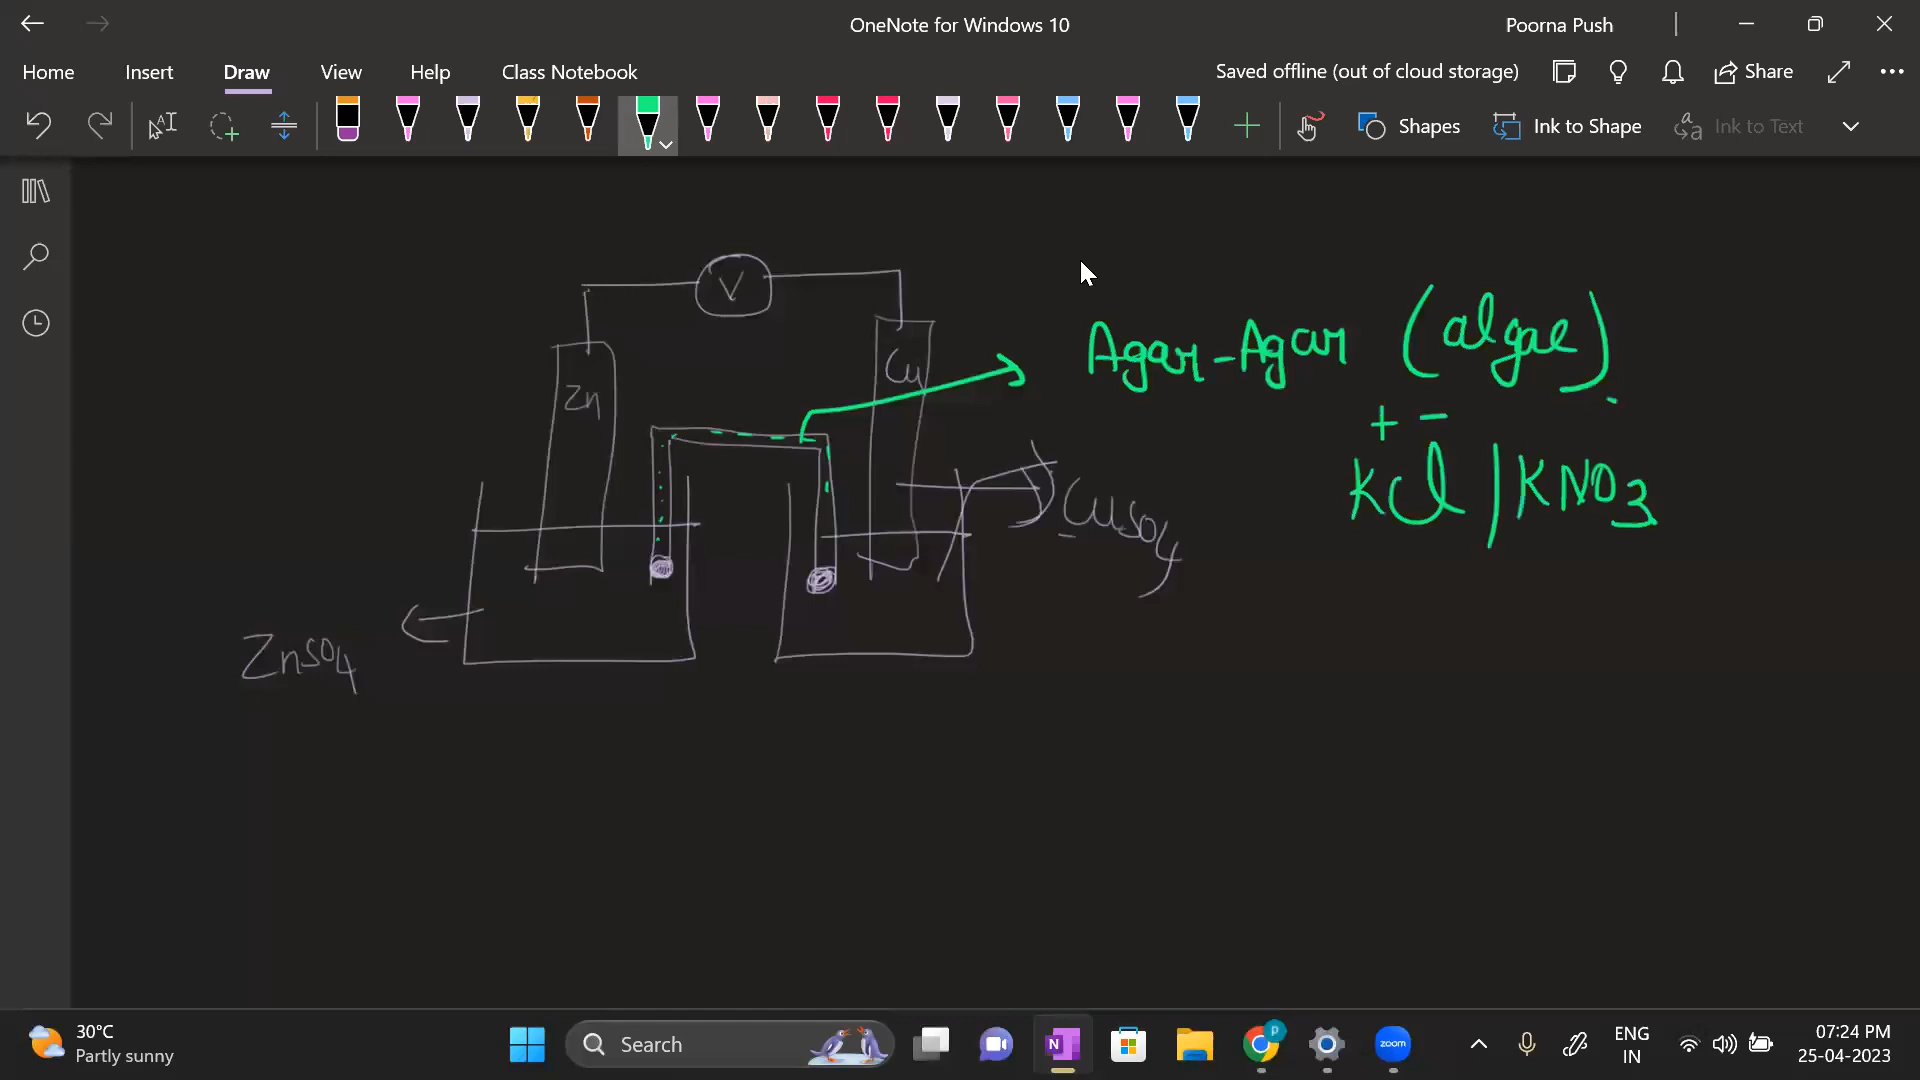 OneNote for Windows 10
Poorna Push
Home Insert Draw View Help Class Notebook
Saved offline (out of cloud storage)
Share
Shapes
Ink to Shape
Ink to Text
V
Zn
Cu
Agar-Agar (algae)
+ -
KCl | KNO3
CuSO4
ZnSO4
30°C
Partly sunny
Search
zoom
ENG
IN
07:24 PM
25-04-2023